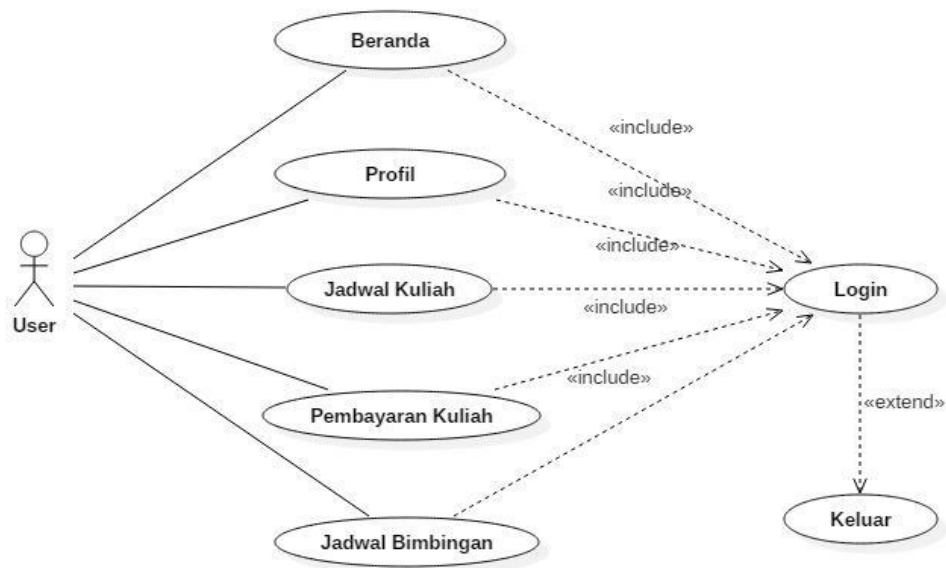 Beranda
«include»
Profil
«include»
«include»
User
Jadwal Kuliah
Login
«include»
«include»
«extend»
Pembayaran Kuliah
Keluar
Jadwal Bimbingan